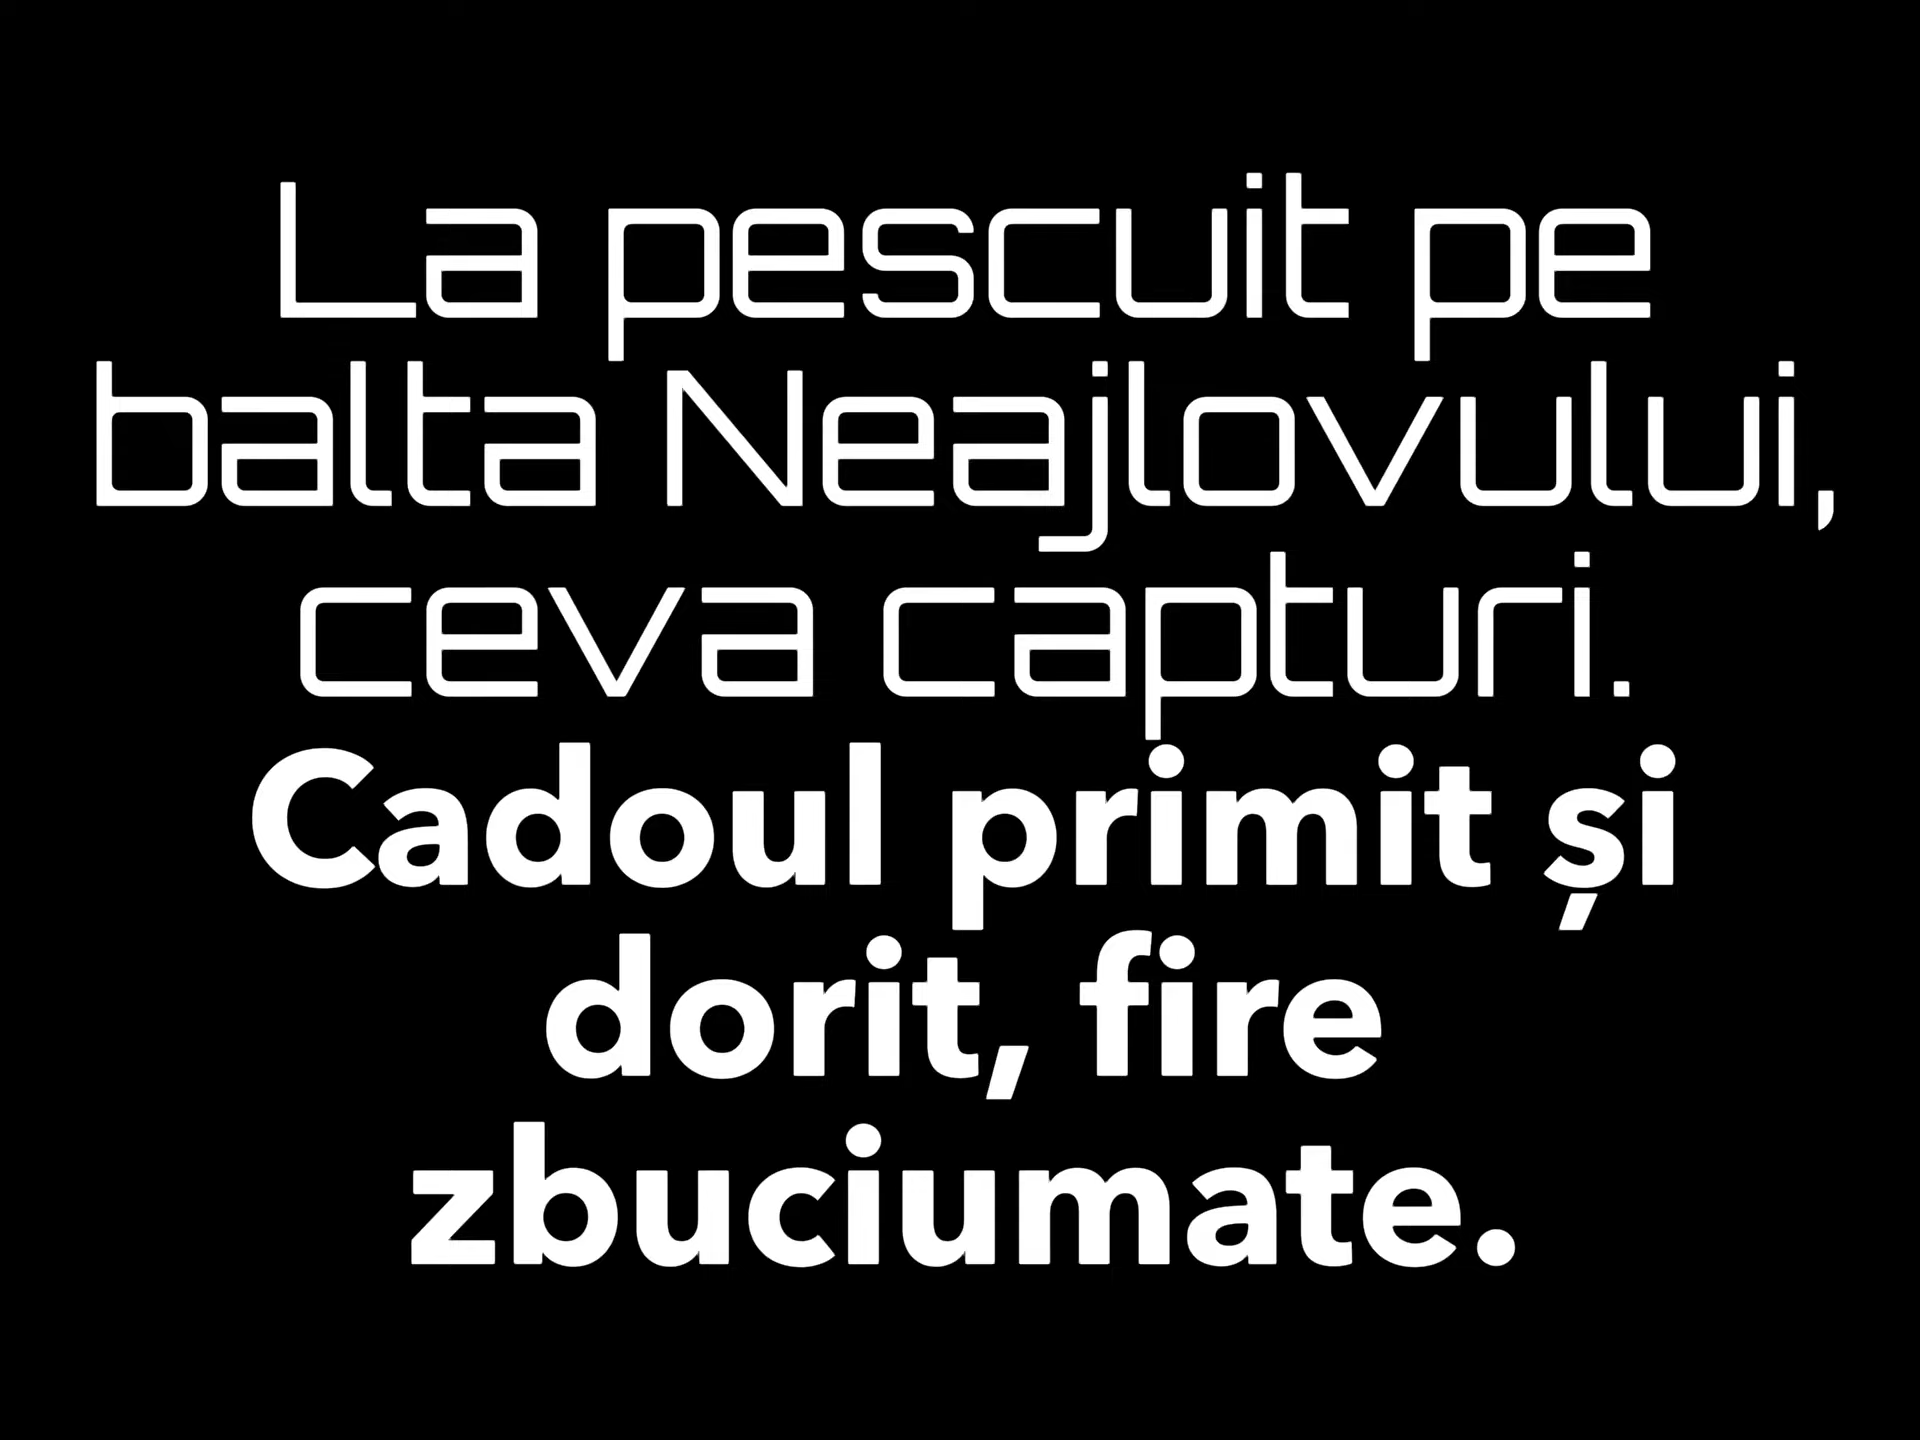 La pescuit pe
balta Neajlovului,
ceva capturi.
Cadoul primit și
dorit, fire
zbuciumate.